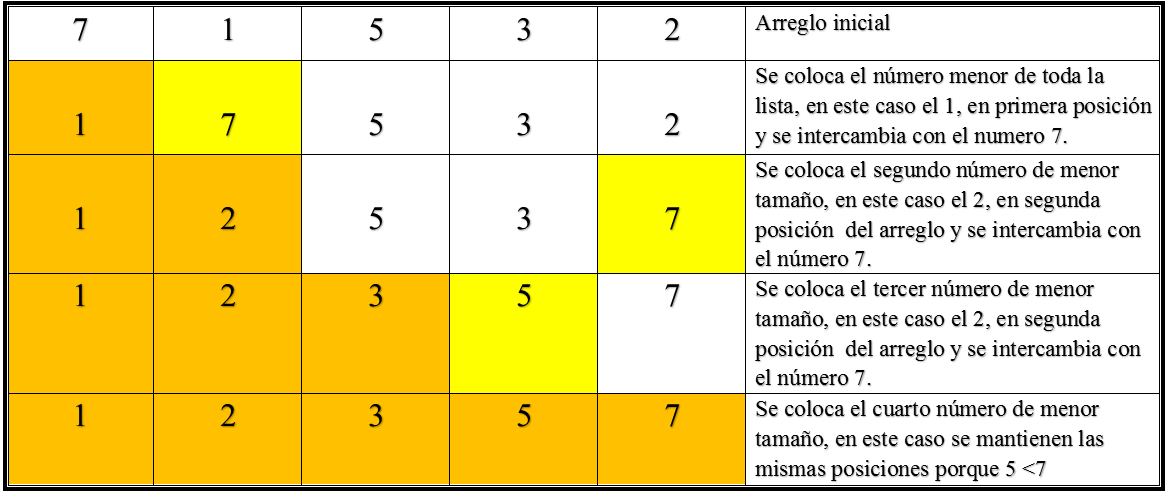 7 1 5 3 2 Arreglo inicial
Se coloca el número menor de toda la
lista, en este caso el 1, en primera posición
1 7 5 3 2 y se intercambia con el numero 7.
Se coloca el segundo número de menor
tamaño, en este caso el 2, en segunda
1 2 5 3 7 posición del arreglo y se intercambia con
el número 7.
1 2 3 5 7 Se coloca el tercer número de menor
tamaño, en este caso el 2, en segunda
posición del arreglo y se intercambia con
el número 7.
1 2 3 5 7 Se coloca el cuarto número de menor
tamaño, en este caso se mantienen las
mismas posiciones porque 5 <7